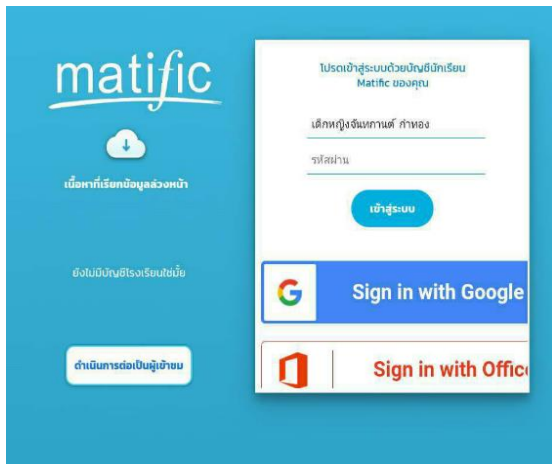 matific
เนื้อหาที่เรียกข้อมูลล่วงหน้า
ยังไม่มีบัญชีโรงเรียนใช่มั้ย
ดำเนินการต่อเป็นผู้เข้าชม
โปรดเข้าสู่ระบบด้วยบัญชีนักเรียน
Matific ของคุณ
เด็กหญิงจันทกานต์ กำทอง
รหัสผ่าน
เข้าสู่ระบบ
Sign in with Google
Sign in with Offic